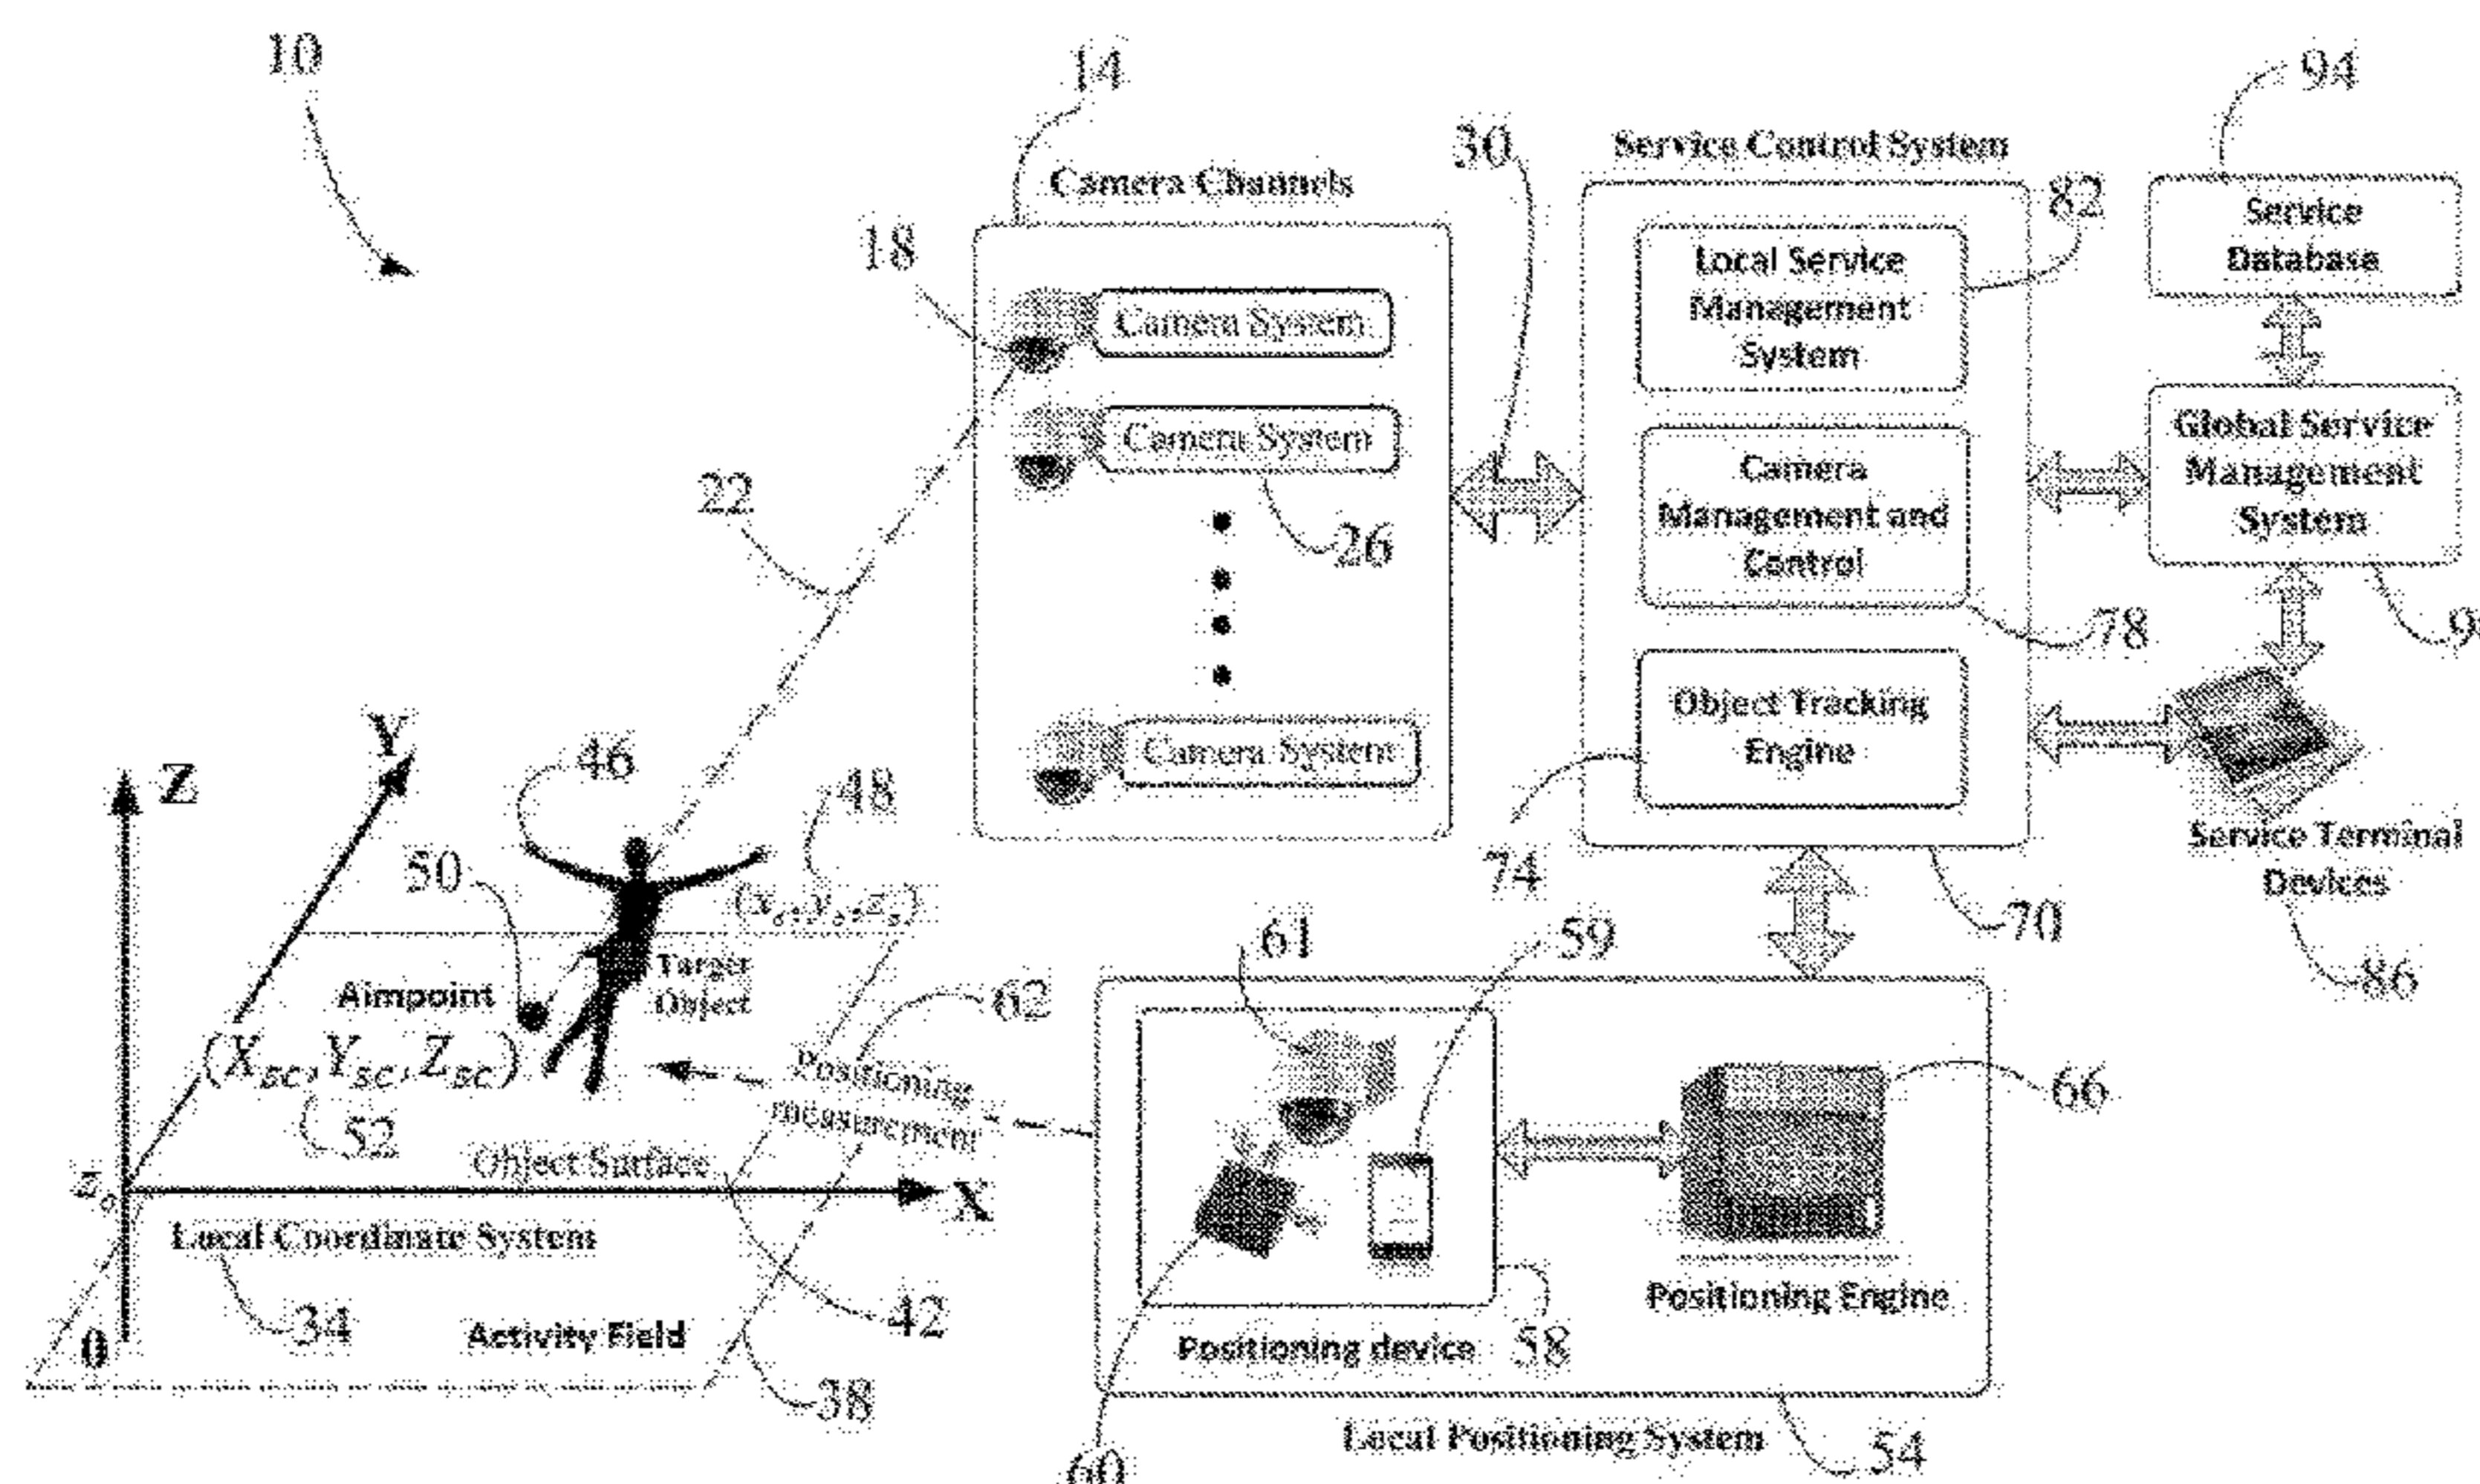 10
14
94
30
Service Control System
Camera Channels
82
Service
Database
18
Local Service
Management
System
Camera System
Camera System
Global Service
Management
System
Camera
Management and
Control
22
26
78
Object Tracking
Engine
Y
Z
46
48
Camera System
74
Service Terminal
Devices
50
70
86
61
59
Target
Object
Aimpoint
62
(X_SC, Y_SC, Z_SC)
Positioning
measurement
66
52
Object Surface
X
Local Coordinate System
34
42
Positioning Engine
0
Activity Field
Positioning device
58
38
Local Positioning System
54
60